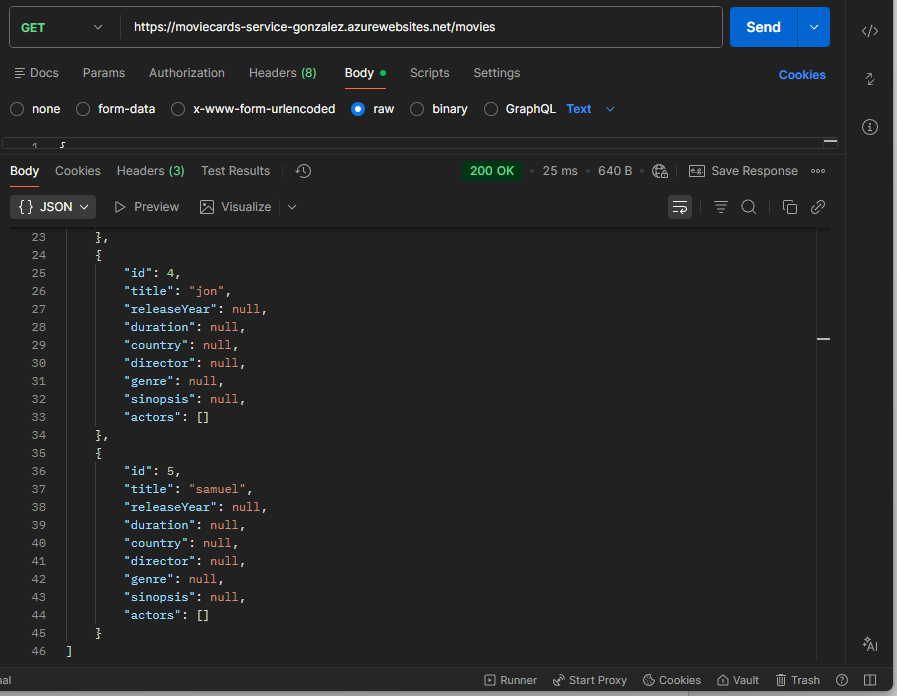 GET https://moviecards-service-gonzalez.azurewebsites.net/movies Send
Docs Params Authorization Headers (8) Body Scripts Settings Cookies
none form-data x-www-form-urlencoded raw binary GraphQL Text
1 {
Body Cookies Headers (3) Test Results 200 OK 25 ms 640 B Save Response
{} JSON Preview Visualize
23 },
24 {
25 "id": 4,
26 "title": "jon",
27 "releaseYear": null,
28 "duration": null,
29 "country": null,
30 "director": null,
31 "genre": null,
32 "sinopsis": null,
33 "actors": []
34 },
35 {
36 "id": 5,
37 "title": "samuel",
38 "releaseYear": null,
39 "duration": null,
40 "country": null,
41 "director": null,
42 "genre": null,
43 "sinopsis": null,
44 "actors": []
45 }
46 ]
AI
Runner Start Proxy Cookies Vault Trash